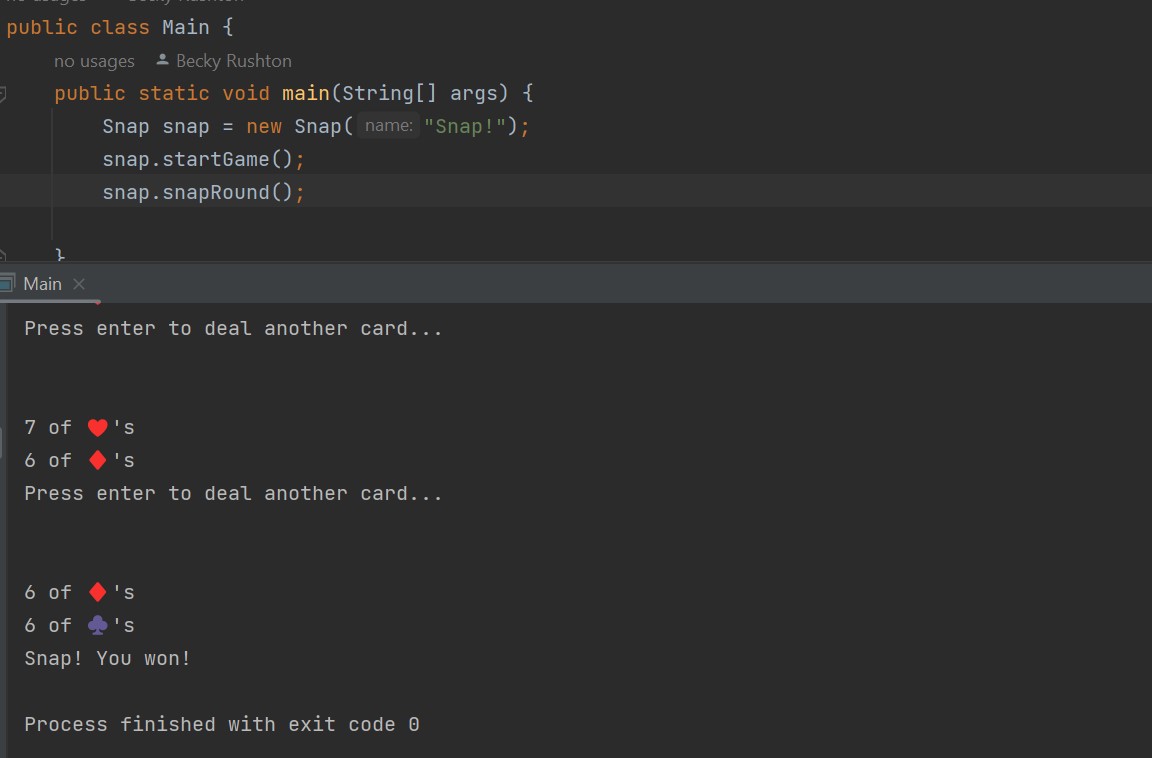 public class Main {
no usages Becky Rushton
public static void main(String[] args) {
Snap snap = new Snap( name: "Snap!");
snap.startGame();
snap.snapRound();
}
Main
Press enter to deal another card...
7 of ♥'s
6 of ♦'s
Press enter to deal another card...
6 of ♦'s
6 of ♣'s
Snap! You won!
Process finished with exit code 0